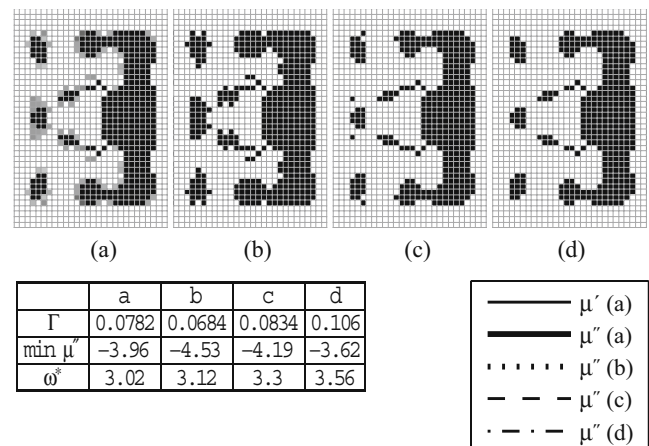 (a) (b) (c) (d)
a b c d
Γ 0.0782 0.0684 0.0834 0.106
min μ″ −3.96 −4.53 −4.19 −3.62
ω* 3.02 3.12 3.3 3.56
μ′ (a)
μ″ (a)
μ″ (b)
μ″ (c)
μ″ (d)